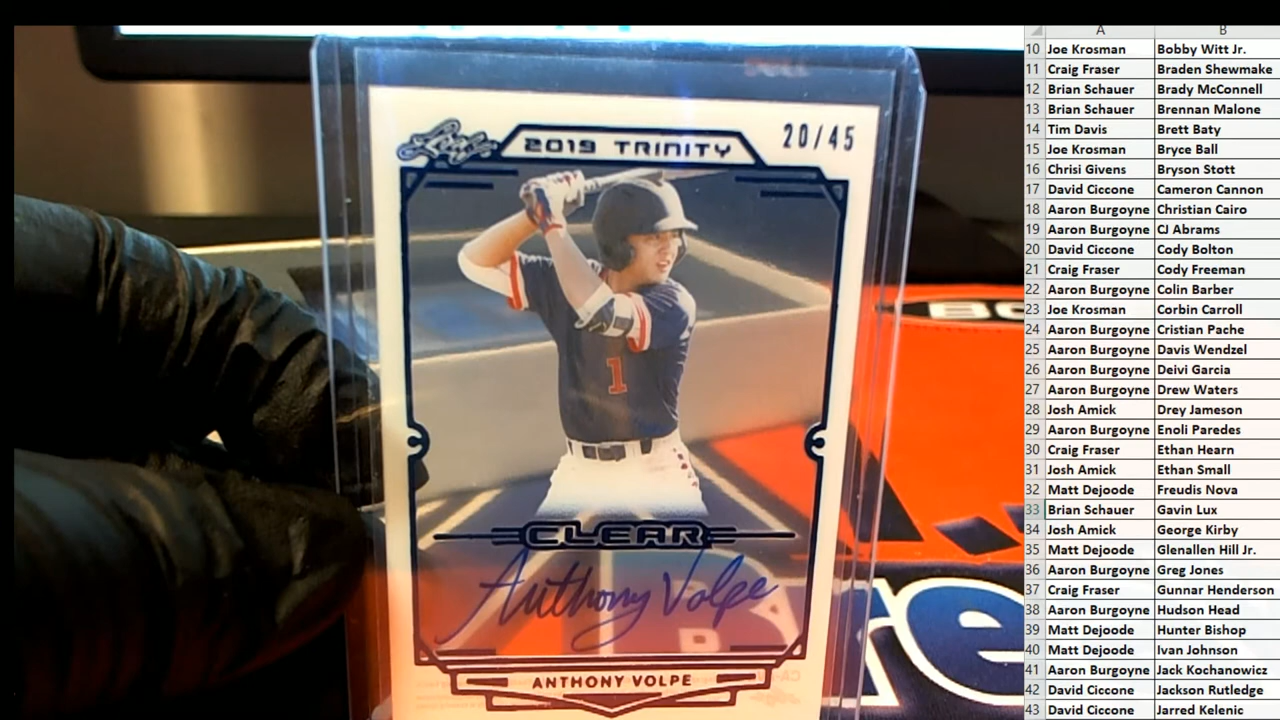 Leaf
2019 TRINITY
20/45
1
CLEAR
Anthony Volpe
ANTHONY VOLPE
A B
10 Joe Krosman Bobby Witt Jr.
11 Craig Fraser Braden Shewmake
12 Brian Schauer Brady McConnell
13 Brian Schauer Brennan Malone
14 Tim Davis Brett Baty
15 Joe Krosman Bryce Ball
16 Chrisi Givens Bryson Stott
17 David Ciccone Cameron Cannon
18 Aaron Burgoyne Christian Cairo
19 Aaron Burgoyne CJ Abrams
20 David Ciccone Cody Bolton
21 Craig Fraser Cody Freeman
22 Aaron Burgoyne Colin Barber
23 Joe Krosman Corbin Carroll
24 Aaron Burgoyne Cristian Pache
25 Aaron Burgoyne Davis Wendzel
26 Aaron Burgoyne Deivi Garcia
27 Aaron Burgoyne Drew Waters
28 Josh Amick Drey Jameson
29 Aaron Burgoyne Enoli Paredes
30 Craig Fraser Ethan Hearn
31 Josh Amick Ethan Small
32 Matt Dejoode Freudis Nova
33 Brian Schauer Gavin Lux
34 Josh Amick George Kirby
35 Matt Dejoode Glenallen Hill Jr.
36 Aaron Burgoyne Greg Jones
37 Craig Fraser Gunnar Henderson
38 Aaron Burgoyne Hudson Head
39 Matt Dejoode Hunter Bishop
40 Matt Dejoode Ivan Johnson
41 Aaron Burgoyne Jack Kochanowicz
42 David Ciccone Jackson Rutledge
43 David Ciccone Jarred Kelenic